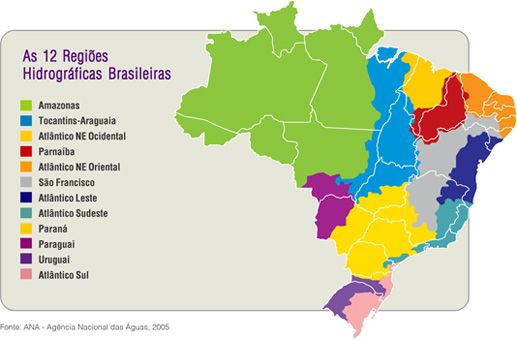 As 12 Regiões
Hidrográficas Brasileiras
Amazonas
Tocantins-Araguaia
Atlântico NE Ocidental
Parnaíba
Atlântico NE Oriental
São Francisco
Atlântico Leste
Atlântico Sudeste
Paraná
Paraguai
Uruguai
Atlântico Sul
Fonte: ANA - Agência Nacional das Águas, 2005